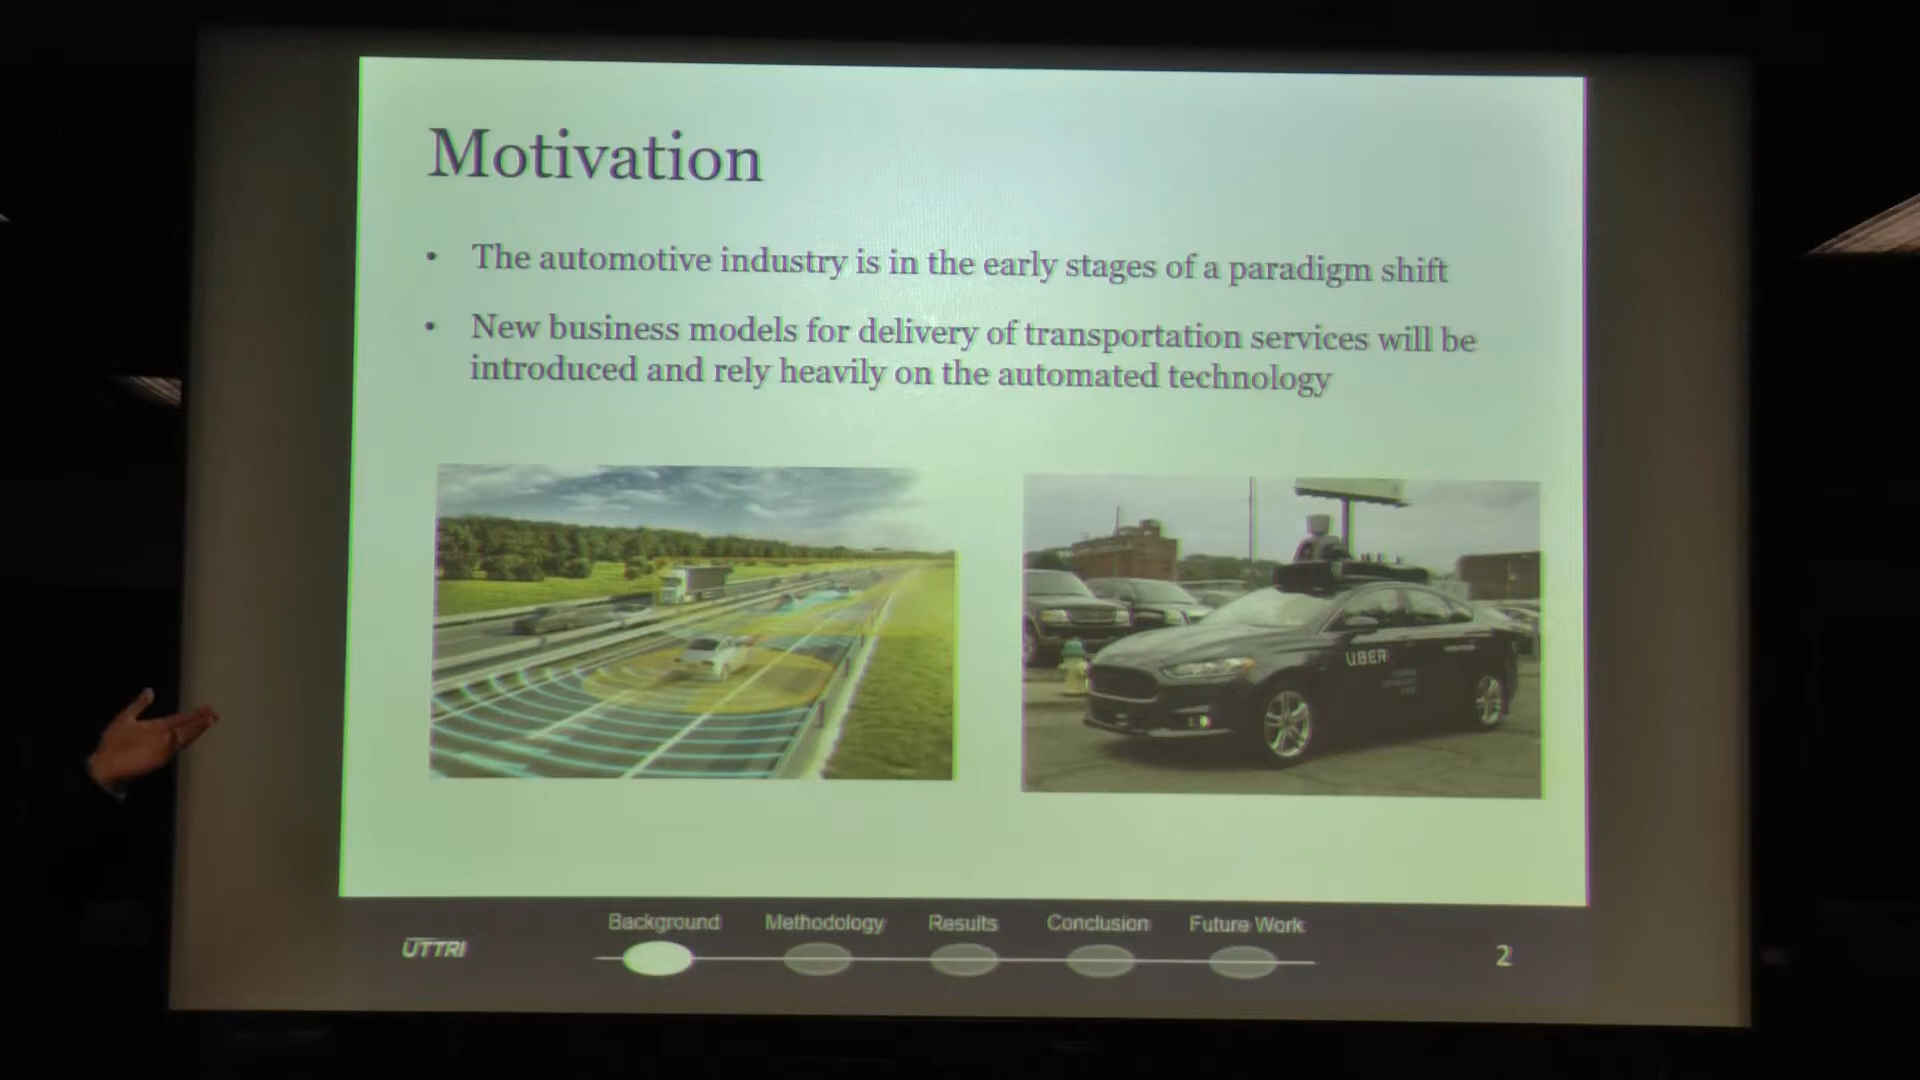 Motivation
• The automotive industry is in the early stages of a paradigm shift
• New business models for delivery of transportation services will be
introduced and rely heavily on the automated technology
UBER
UTTRI
Background Methodology Results Conclusion Future Work
2